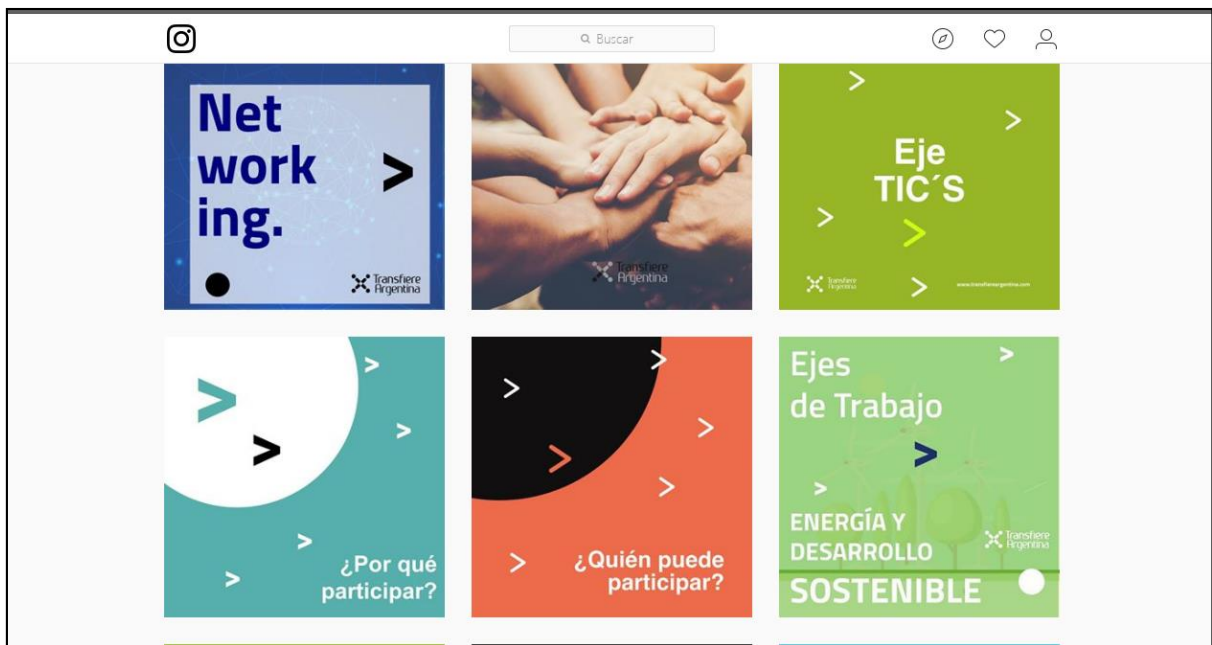 Buscar
Net
work
ing.
>
Transfiere
Argentina
Transfiere
Argentina
>
>
Eje
TIC´S
>
>
Transfiere
Argentina
>
www.transfiereargentina.com
>
>
>
>
>
>
¿Por qué
participar?
>
>
>
>
>
>
¿Quién puede
participar?
Ejes
de Trabajo
>
>
>
ENERGÍA Y
DESARROLLO
SOSTENIBLE
Transfiere
Argentina